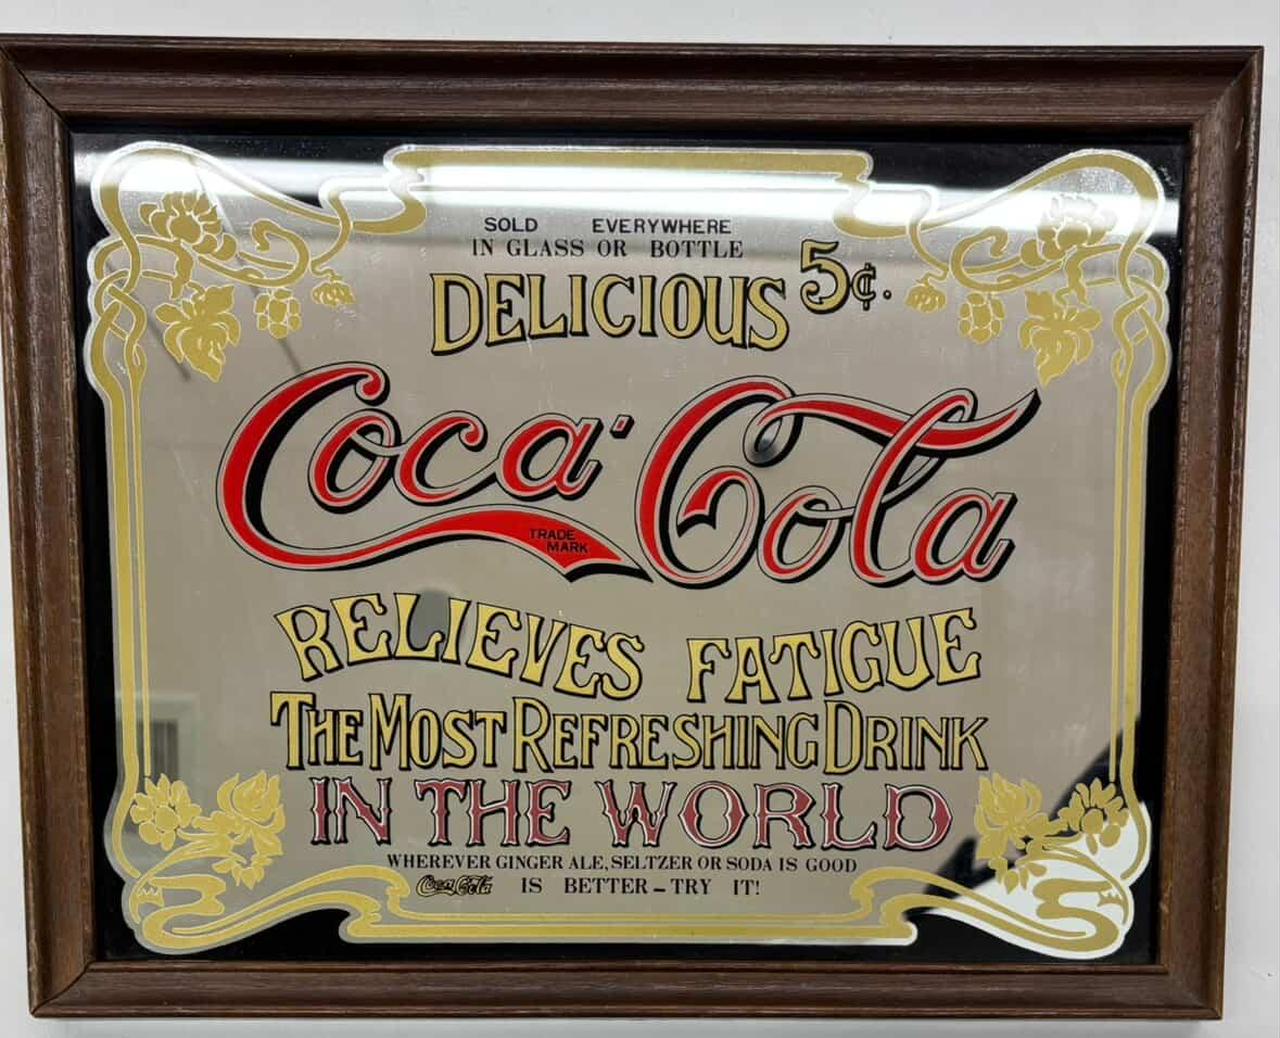 SOLD EVERYWHERE
IN GLASS OR BOTTLE
DELICIOUS 5¢.
Coca-Cola
TRADE
MARK
RELIEVES FATIGUE
THE MOST REFRESHING DRINK
IN THE WORLD
WHEREVER GINGER ALE, SELTZER OR SODA IS GOOD
Coca-Cola IS BETTER – TRY IT!